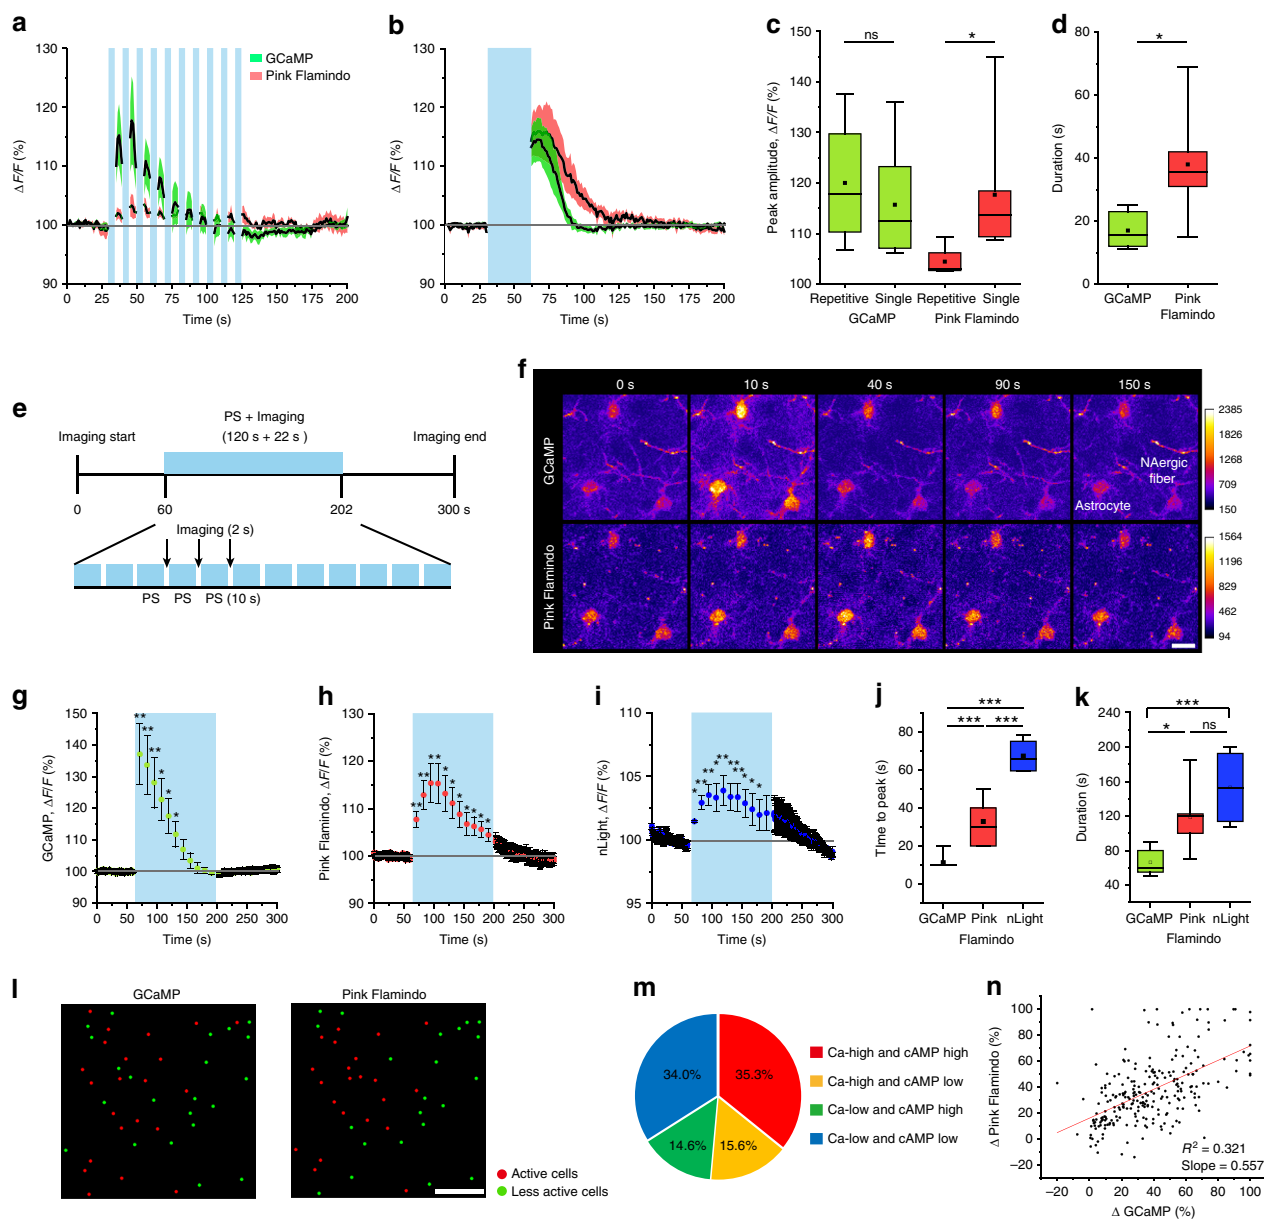 a
130
120
110
100
90
ΔF/F (%)
0 25 50 75 100 125 150 175 200
Time (s)
GCaMP
Pink Flamindo
b
130
120
110
100
90
ΔF/F (%)
0 25 50 75 100 125 150 175 200
Time (s)
c
150
140
130
120
110
100
Peak amplitude, ΔF/F (%)
ns
*
Repetitive Single Repetitive Single
GCaMP Pink Flamindo
d
80
60
40
20
0
Duration (s)
*
GCaMP Pink
Flamindo
e
PS + Imaging
(120 s + 22 s )
Imaging start
Imaging end
0 60 202 300 s
Imaging (2 s)
PS PS PS (10 s)
f
0 s 10 s 40 s 90 s 150 s
GCaMP
NAergic
fiber
Astrocyte
2385
1826
1268
709
150
Pink Flamindo
1564
1196
829
462
94
g
150
140
130
120
110
100
90
GCaMP, ΔF/F (%)
** ** ** * * *
0 50 100 150 200 250 300
Time (s)
h
130
120
110
100
90
Pink Flamindo, ΔF/F (%)
* ** ** ** * * * * * * *
0 50 100 150 200 250 300
Time (s)
i
110
105
100
95
nLight, ΔF/F (%)
0 50 100 150 200 250 300
Time (s)
j
80
60
40
20
0
TIme to peak (s)
***
*** ***
GCaMP Pink nLight
Flamindo
k
240
200
160
120
80
40
Duration (s)
***
* ns
GCaMP Pink nLight
Flamindo
l
GCaMP
Pink Flamindo
Active cells
Less active cells
m
34.0%
35.3%
14.6%
15.6%
Ca-high and cAMP high
Ca-high and cAMP low
Ca-low and cAMP high
Ca-low and cAMP low
n
100
80
60
40
20
0
−20
Δ Pink Flamindo (%)
R² = 0.321
Slope = 0.557
−20 0 20 40 60 80 100
Δ GCaMP (%)